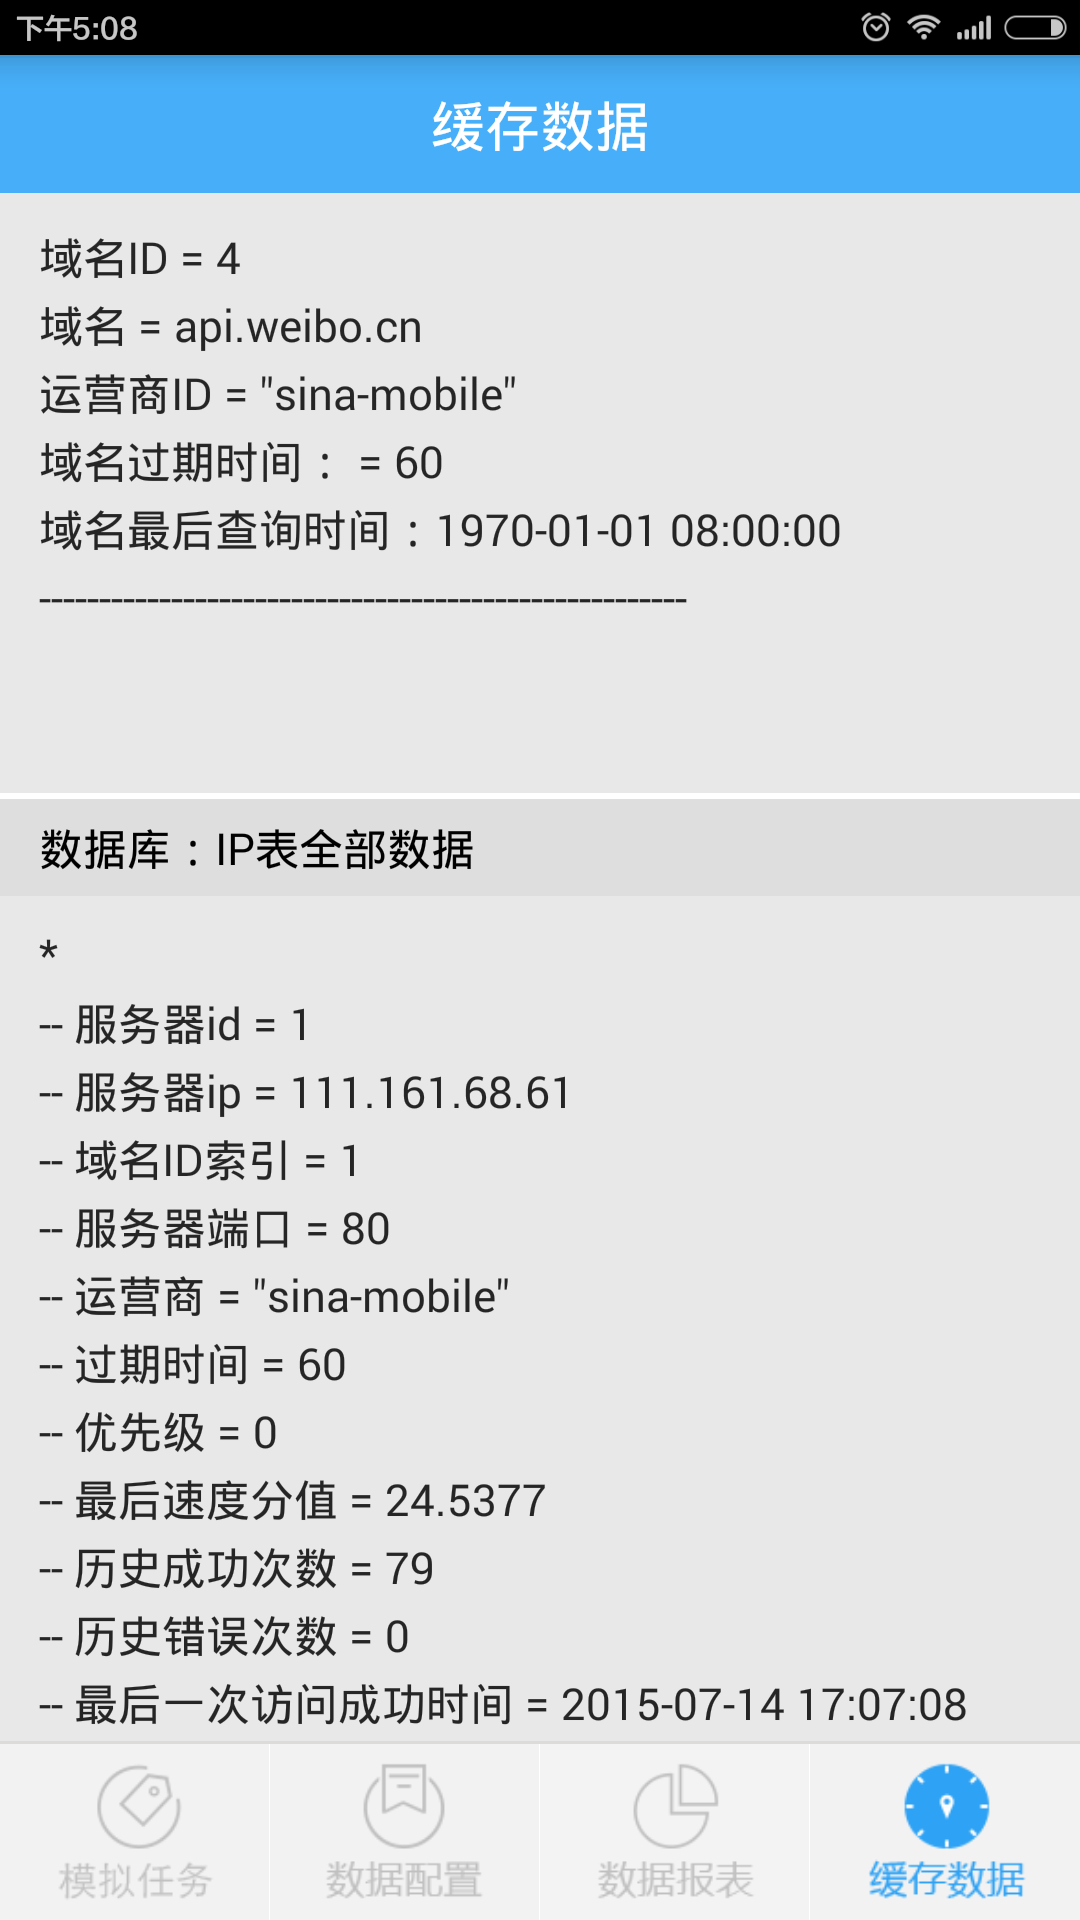 下午5:08
缓存数据
域名ID = 4
域名 = api.weibo.cn
运营商ID = "sina-mobile"
域名过期时间 :  = 60
域名最后查询时间 : 1970-01-01 08:00:00
------------------------------------------------------
数据库 : IP表全部数据
*
-- 服务器id = 1
-- 服务器ip = 111.161.68.61
-- 域名ID索引 = 1
-- 服务器端口 = 80
-- 运营商 = "sina-mobile"
-- 过期时间 = 60
-- 优先级 = 0
-- 最后速度分值 = 24.5377
-- 历史成功次数 = 79
-- 历史错误次数 = 0
-- 最后一次访问成功时间 = 2015-07-14 17:07:08
模拟任务 数据配置 数据报表 缓存数据